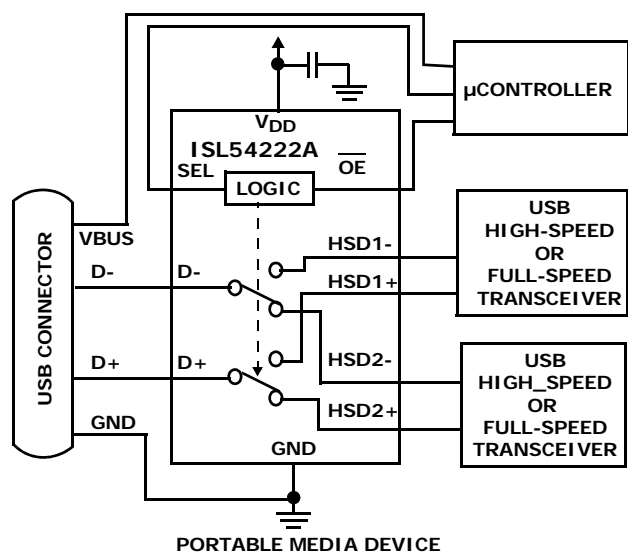 µCONTROLLER
VDD
ISL54222A
SEL
OE
LOGIC
USB CONNECTOR
VBUS
D-
D-
D+
D+
GND
HSD1-
HSD1+
HSD2-
HSD2+
GND
USB
HIGH-SPEED
OR
FULL-SPEED
TRANSCEIVER
USB
HIGH_SPEED
OR
FULL-SPEED
TRANSCEIVER
PORTABLE MEDIA DEVICE